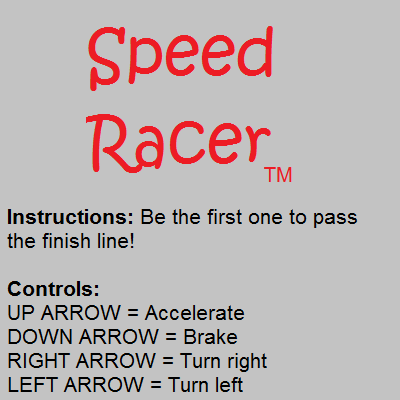 Speed
Racer TM
Instructions: Be the first one to pass
the finish line!
Controls:
UP ARROW = Accelerate
DOWN ARROW = Brake
RIGHT ARROW = Turn right
LEFT ARROW = Turn left